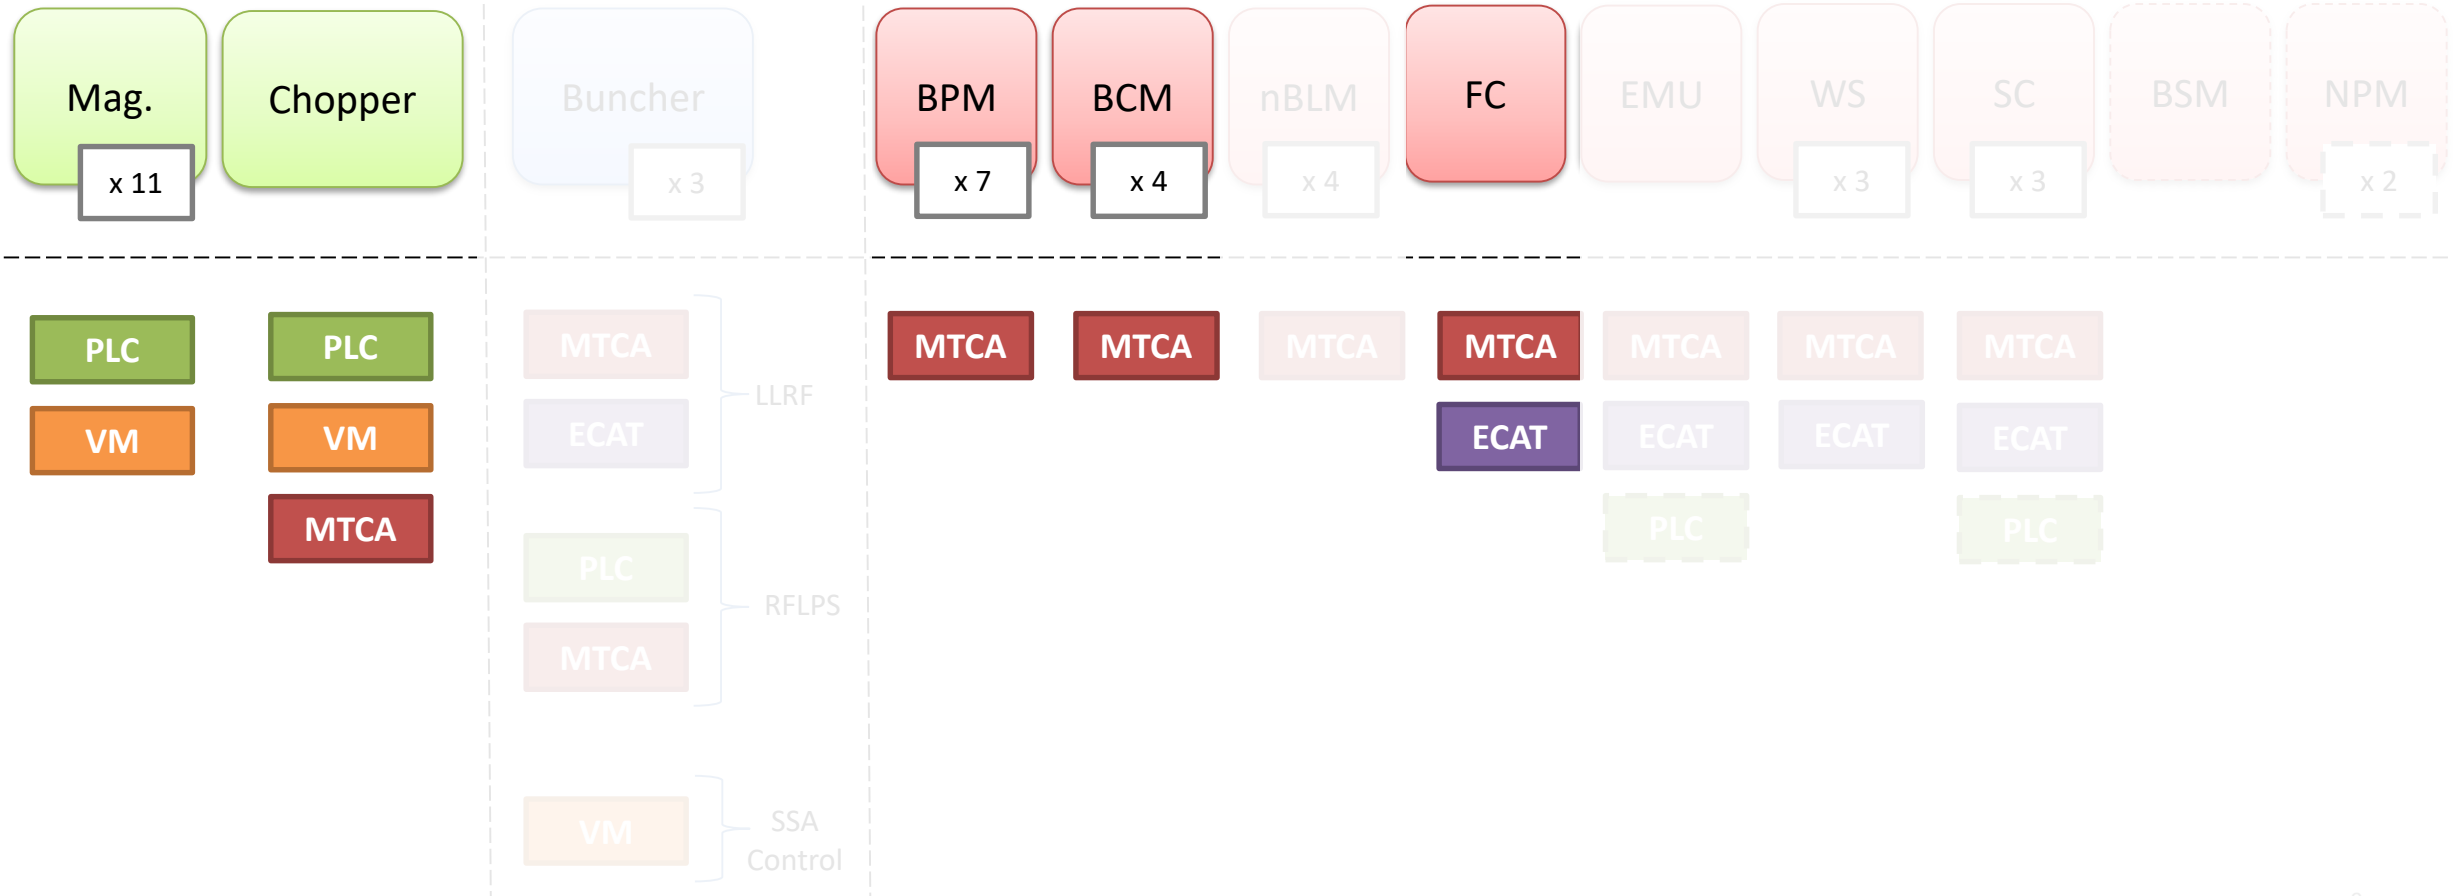 Mag.
x 11
Chopper
Buncher
x 3
BPM
x 7
BCM
x 4
nBLM
x 4
FC
EMU
WS
x 3
SC
x 3
BSM
NPM
x 2
PLC
VM
PLC
VM
MTCA
MTCA
ECAT
LLRF
PLC
MTCA
RFLPS
VM
SSA
Control
MTCA
MTCA
MTCA
MTCA
ECAT
MTCA
ECAT
PLC
MTCA
ECAT
MTCA
ECAT
PLC